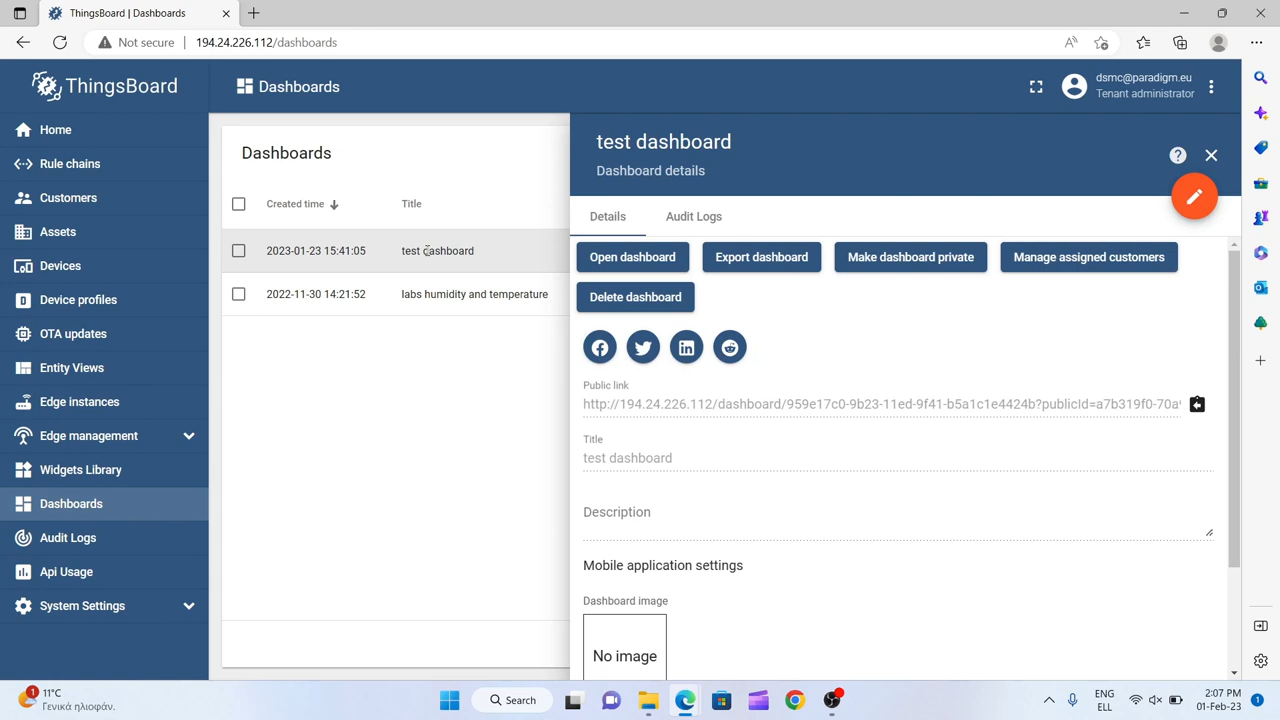 ThingsBoard | Dashboards
Not secure
194.24.226.112/dashboards
ThingsBoard
Dashboards
dsmc@paradigm.eu
Tenant administrator
Home
Rule chains
Customers
Assets
Devices
Device profiles
OTA updates
Entity Views
Edge instances
Edge management
Widgets Library
Dashboards
Audit Logs
Api Usage
System Settings
Dashboards
Created time
Title
2023-01-23 15:41:05
test dashboard
2022-11-30 14:21:52
labs humidity and temperature
test dashboard
Dashboard details
Details
Audit Logs
Open dashboard
Export dashboard
Make dashboard private
Manage assigned customers
Delete dashboard
Public link
http://194.24.226.112/dashboard/959e17c0-9b23-11ed-9f41-b5a1c1e4424b?publicId=a7b319f0-70a
Title
test dashboard
Description
Mobile application settings
Dashboard image
No image
1
11°C
Γενικά ηλιοφάν.
Search
ENG
ELL
2:07 PM
01-Feb-23
1